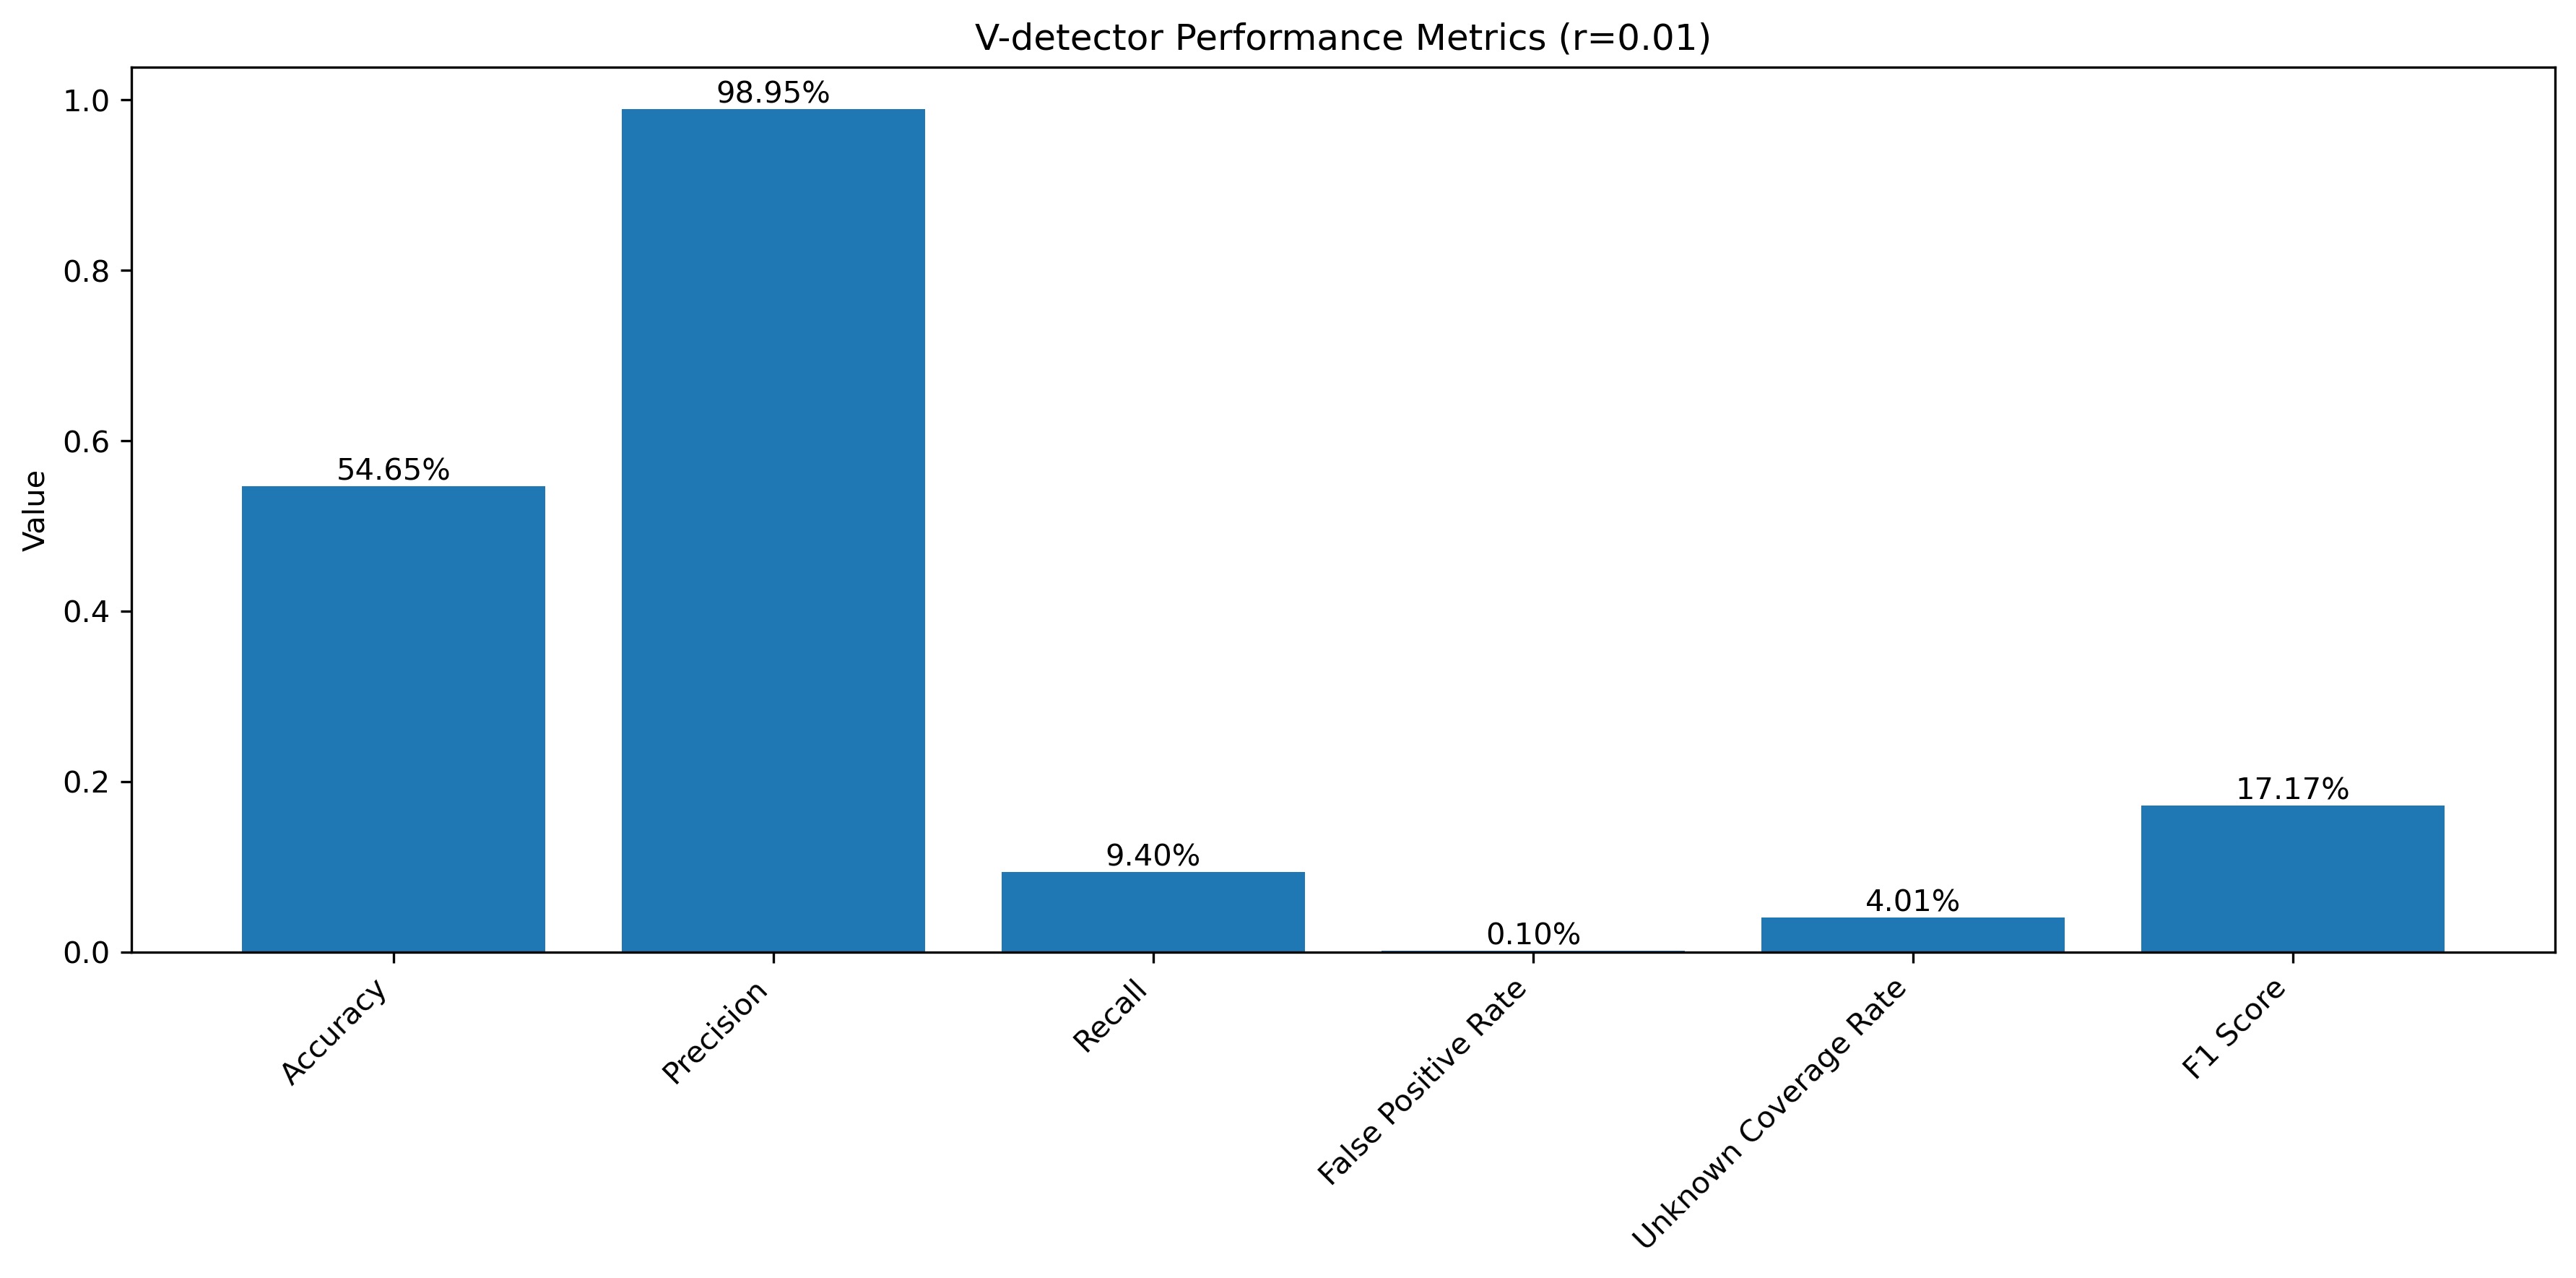 V-detector Performance Metrics (r=0.01)
Value
1.0
0.8
0.6
0.4
0.2
0.0
54.65%
98.95%
9.40%
0.10%
4.01%
17.17%
Accuracy
Precision
Recall
False Positive Rate
Unknown Coverage Rate
F1 Score